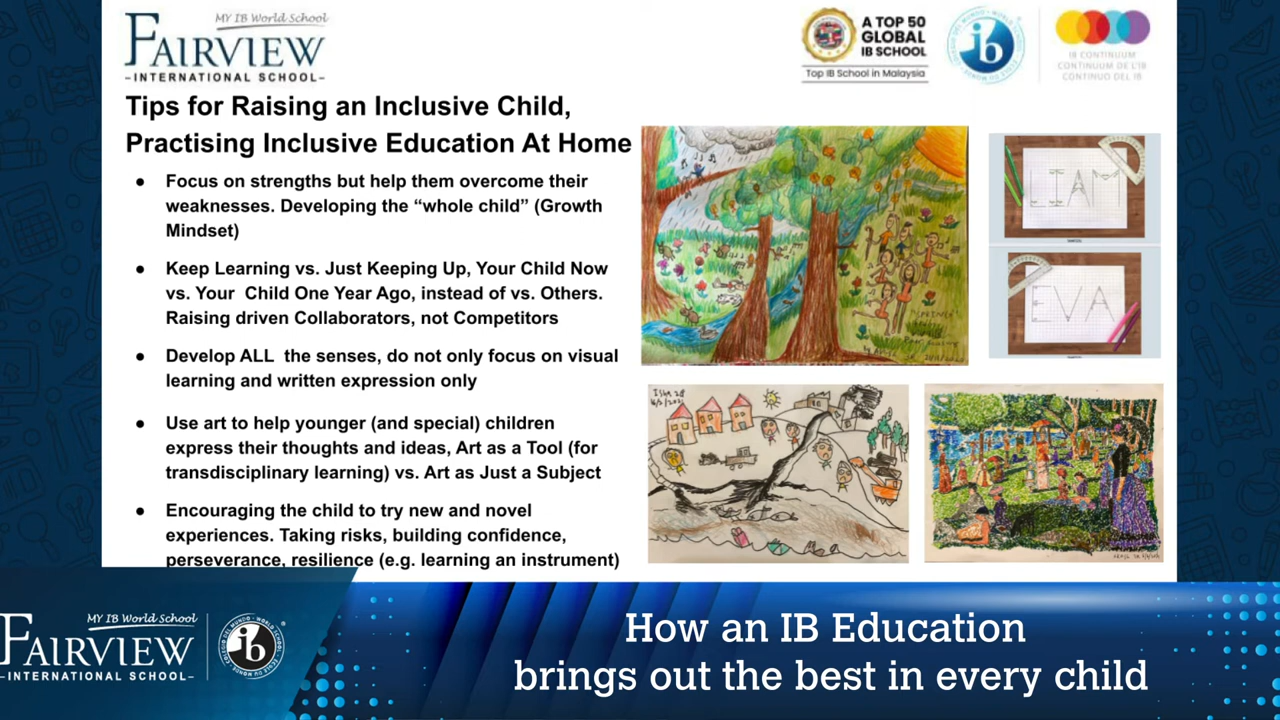 MY IB World School
FAIRVIEW
-INTERNATIONAL SCHOOL-
A TOP 50
GLOBAL
IB SCHOOL
Top IB School in Malaysia
ib
IB CONTINUUM
CONTINUUM DE L'IB
CONTINUO DEL IB
Tips for Raising an Inclusive Child,
Practising Inclusive Education At Home
● Focus on strengths but help them overcome their
weaknesses. Developing the “whole child” (Growth
Mindset)
● Keep Learning vs. Just Keeping Up, Your Child Now
vs. Your Child One Year Ago, instead of vs. Others.
Raising driven Collaborators, not Competitors
● Develop ALL the senses, do not only focus on visual
learning and written expression only
● Use art to help younger (and special) children
express their thoughts and ideas, Art as a Tool (for
transdisciplinary learning) vs. Art as Just a Subject
● Encouraging the child to try new and novel
experiences. Taking risks, building confidence,
perseverance, resilience (e.g. learning an instrument)
I AM
EVA
"SPRING"
MY IB World School
FAIRVIEW
-INTERNATIONAL SCHOOL-
ib
How an IB Education
brings out the best in every child